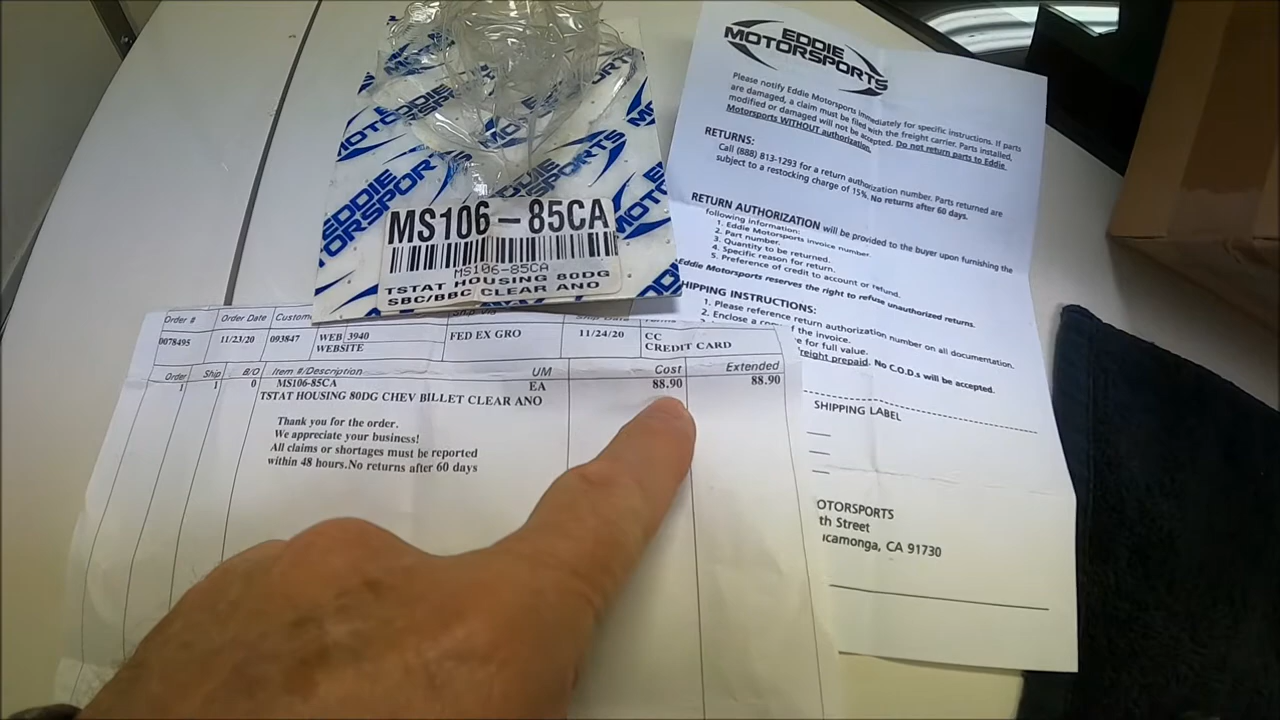 EDDIE
MOTORSPORTS
Please notify Eddie Motorsports immediately for specific instructions. If parts
are damaged, a claim must be filed with the freight carrier. Parts installed,
modified or damaged will not be accepted. Do not return parts to Eddie
Motorsports WITHOUT authorization.
RETURNS:
Call (888) 813-1293 for a return authorization number. Parts returned are
subject to a restocking charge of 15%. No returns after 60 days.
RETURN AUTHORIZATION will be provided to the buyer upon furnishing the
following information:
1. Eddie Motorsports invoice number.
2. Part number.
3. Quantity to be returned.
4. Specific reason for return.
5. Preference of credit to account or refund.
Eddie Motorsports reserves the right to refuse unauthorized returns.
HIPPING INSTRUCTIONS:
1. Please reference return authorization number on all documentation.
2. Enclose a the invoice.
for full value.
freight prepaid. No C.O.D.s will be accepted.
SHIPPING LABEL
OTORSPORTS
th Street
camonga, CA 91730
EDDIE
MOTORSPORTS
MS106-85CA
MS106-85CA
TSTAT HOUSING 80DG
SBC/BBC CLEAR ANO
Order # Order Date Custome
0078495 11/23/20 093847 WEB 3940 FED EX GRO 11/24/20 CC
WEBSITE CREDIT CARD
Order Ship B/O Item #/Description UM Cost Extended
1 1 0 MS106-85CA EA 88.90 88.90
TSTAT HOUSING 80DG CHEV BILLET CLEAR ANO
Thank you for the order.
We appreciate your business!
All claims or shortages must be reported
within 48 hours.No returns after 60 days